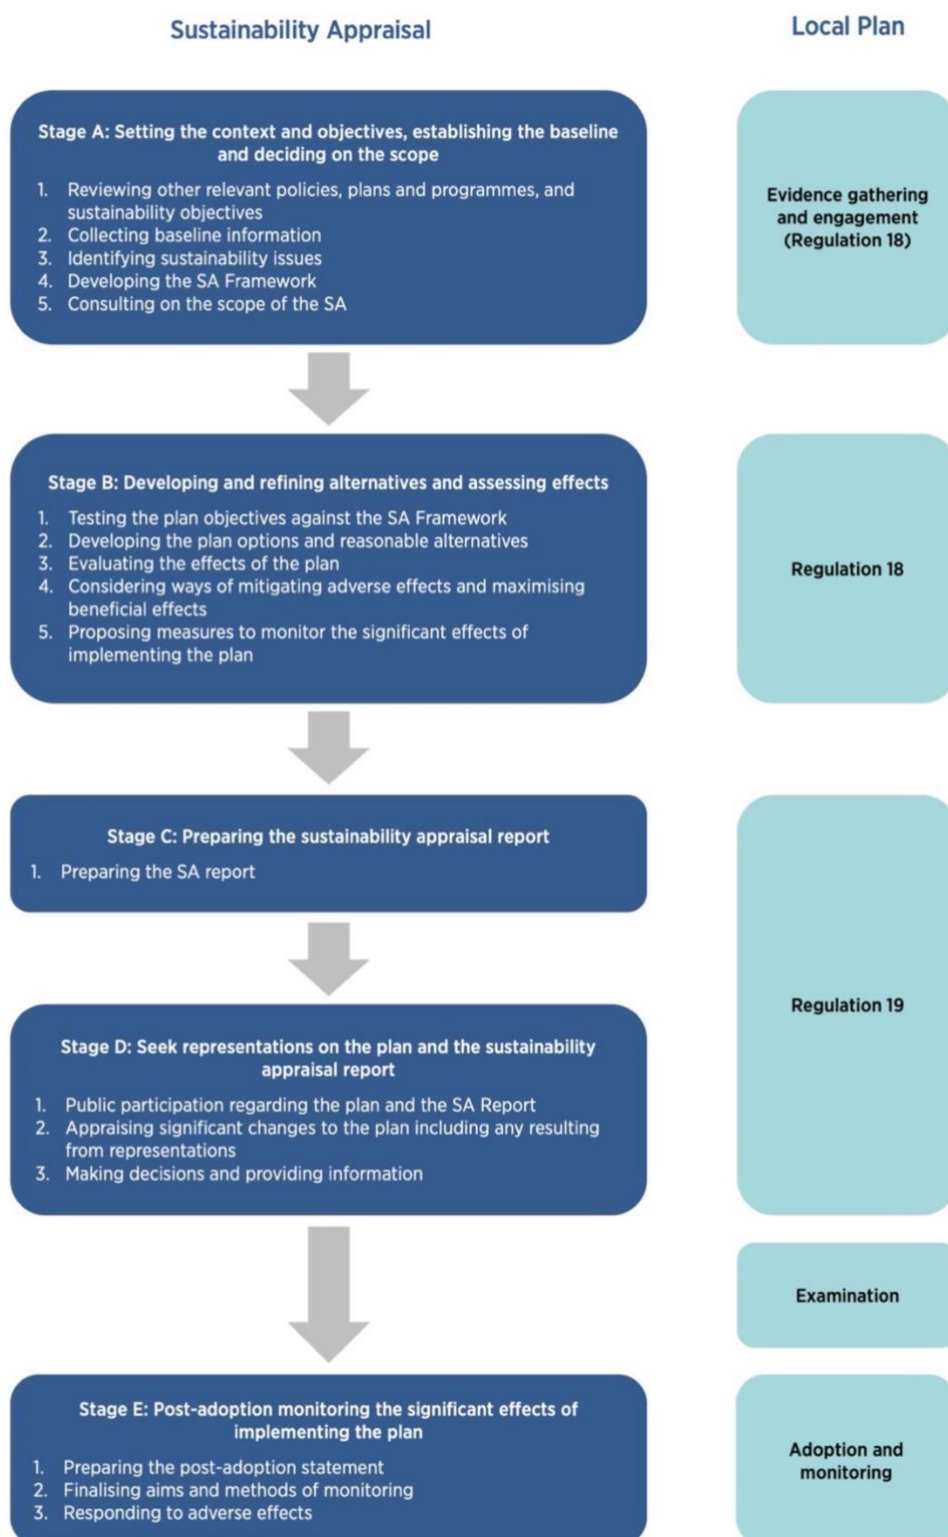 Sustainability Appraisal
Local Plan
Stage A: Setting the context and objectives, establishing the baseline
and deciding on the scope
1. Reviewing other relevant policies, plans and programmes, and
sustainability objectives
2. Collecting baseline information
3. Identifying sustainability issues
4. Developing the SA Framework
5. Consulting on the scope of the SA
Evidence gathering
and engagement
(Regulation 18)
Stage B: Developing and refining alternatives and assessing effects
1. Testing the plan objectives against the SA Framework
2. Developing the plan options and reasonable alternatives
3. Evaluating the effects of the plan
4. Considering ways of mitigating adverse effects and maximising
beneficial effects
5. Proposing measures to monitor the significant effects of
implementing the plan
Regulation 18
Stage C: Preparing the sustainability appraisal report
1. Preparing the SA report
Stage D: Seek representations on the plan and the sustainability
appraisal report
1. Public participation regarding the plan and the SA Report
2. Appraising significant changes to the plan including any resulting
from representations
3. Making decisions and providing information
Regulation 19
Examination
Stage E: Post-adoption monitoring the significant effects of
implementing the plan
1. Preparing the post-adoption statement
2. Finalising aims and methods of monitoring
3. Responding to adverse effects
Adoption and
monitoring